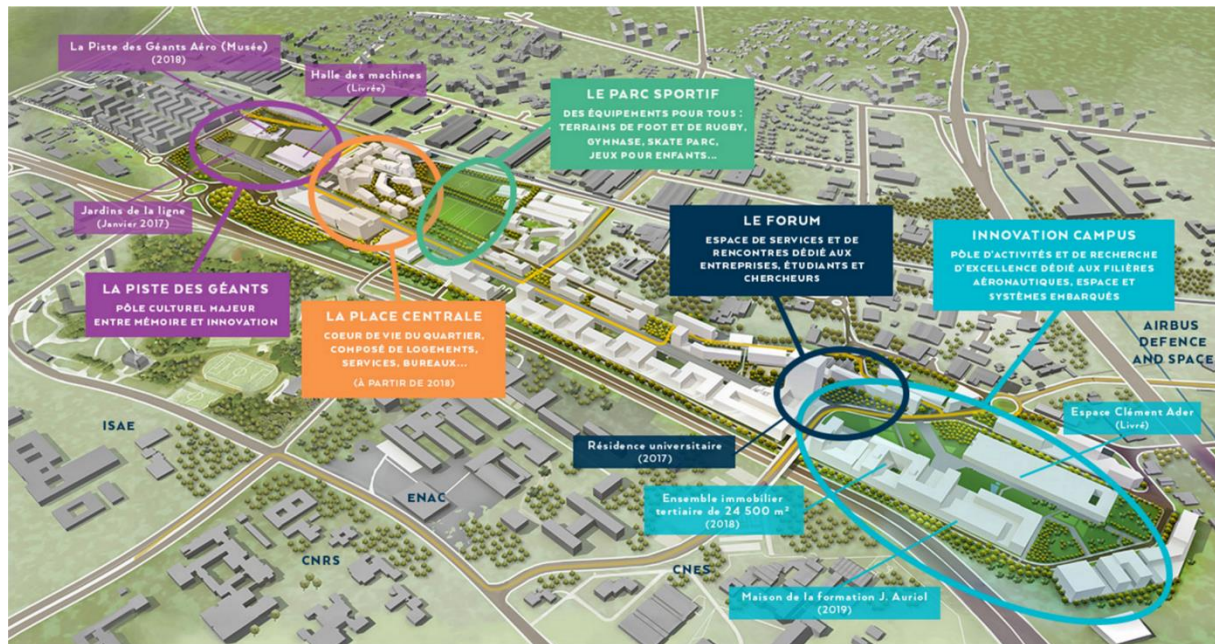 La Piste des Géants Aéro (Musée)
(2018)
Halle des machines
(Livrée)
Jardins de la ligne
(Janvier 2017)
LA PISTE DES GÉANTS
PÔLE CULTUREL MAJEUR
ENTRE MÉMOIRE ET INNOVATION
LA PLACE CENTRALE
COEUR DE VIE DU QUARTIER,
COMPOSÉ DE LOGEMENTS,
SERVICES, BUREAUX...
(À PARTIR DE 2018)
LE PARC SPORTIF
DES ÉQUIPEMENTS POUR TOUS :
TERRAINS DE FOOT ET DE RUGBY,
GYMNASE, SKATE PARC,
JEUX POUR ENFANTS...
LE FORUM
ESPACE DE SERVICES ET DE
RENCONTRES DÉDIÉ AUX
ENTREPRISES, ÉTUDIANTS ET
CHERCHEURS
INNOVATION CAMPUS
PÔLE D'ACTIVITÉS ET DE RECHERCHE
D'EXCELLENCE DÉDIÉ AUX FILIÈRES
AÉRONAUTIQUES, ESPACE ET
SYSTÈMES EMBARQUÉS
AIRBUS
DEFENCE
AND SPACE
Espace Clément Ader
(Livré)
Résidence universitaire
(2017)
Ensemble immobilier
tertiaire de 24 500 m²
(2018)
Maison de la formation J. Auriol
(2019)
ISAE
ENAC
CNRS
CNES